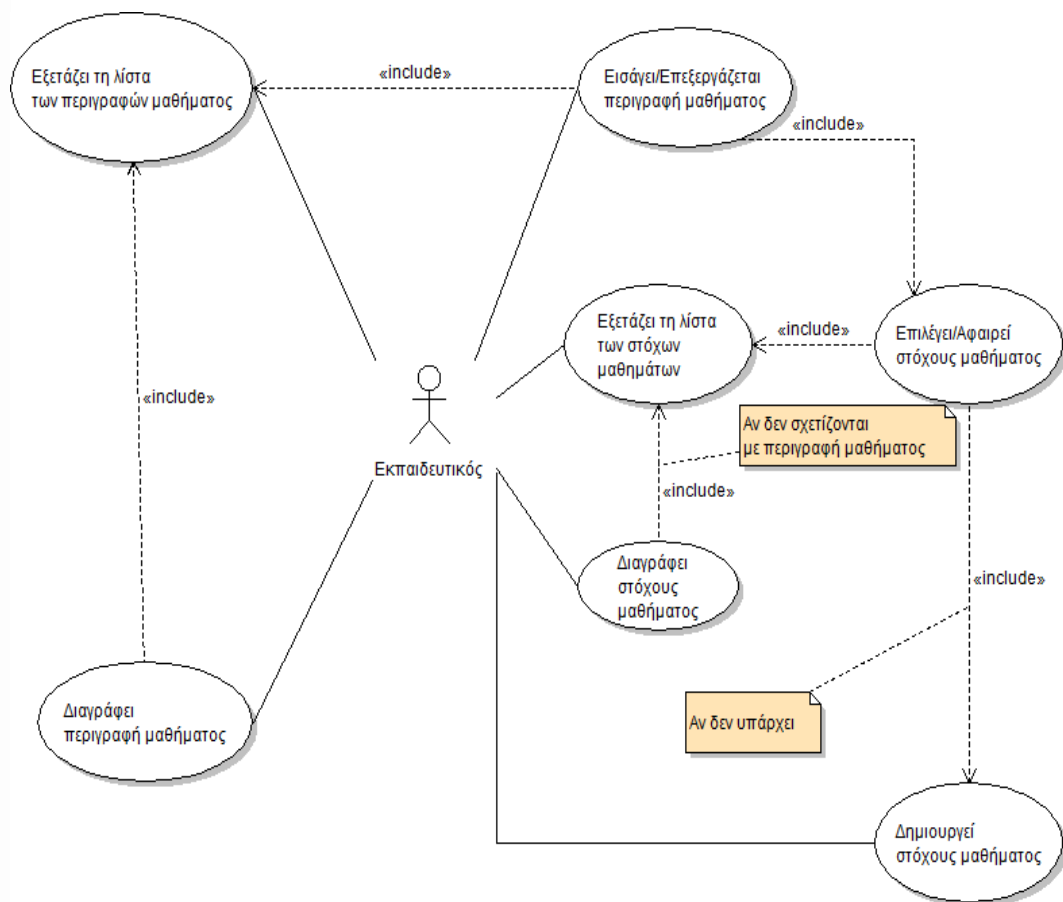 Εξετάζει τη λίστα
των περιγραφών μαθήματος
«include»
Εισάγει/Επεξεργάζεται
περιγραφή μαθήματος
«include»
Εξετάζει τη λίστα
των στόχων
μαθημάτων
«include»
Επιλέγει/Αφαιρεί
στόχους μαθήματος
«include»
Αν δεν σχετίζονται
με περιγραφή μαθήματος
Εκπαιδευτικός
«include»
Διαγράφει
στόχους
μαθήματος
«include»
Διαγράφει
περιγραφή μαθήματος
Αν δεν υπάρχει
Δημιουργεί
στόχους μαθήματος